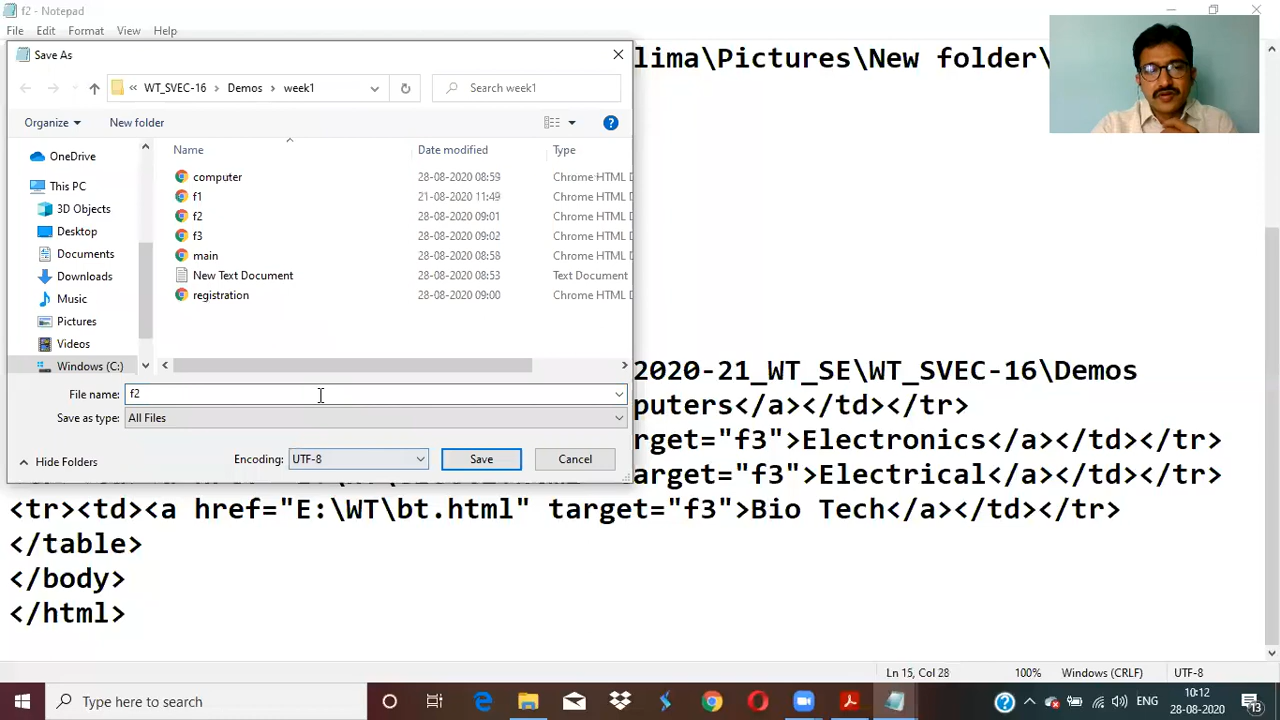 f2 - Notepad
File Edit Format View Help
Save As
lima\Pictures\New folder\
« WT_SVEC-16 > Demos > week1
Search week1
Organize New folder
Name Date modified Type
OneDrive
This PC
3D Objects
Desktop
Documents
Downloads
Music
Pictures
Videos
Windows (C:)
computer 28-08-2020 08:59 Chrome HTML D
f1 21-08-2020 11:49 Chrome HTML D
f2 28-08-2020 09:01 Chrome HTML D
f3 28-08-2020 09:02 Chrome HTML D
main 28-08-2020 08:58 Chrome HTML D
New Text Document 28-08-2020 08:53 Text Document
registration 28-08-2020 09:00 Chrome HTML D
File name: f2
Save as type: All Files
Hide Folders Encoding: UTF-8 Save Cancel
2020-21_WT_SE\WT_SVEC-16\Demos
puters</a></td></tr>
rget="f3">Electronics</a></td></tr>
target="f3">Electrical</a></td></tr>
<tr><td><a href="E:\WT\bt.html" target="f3">Bio Tech</a></td></tr>
</table>
</body>
</html>
Ln 15, Col 28 100% Windows (CRLF) UTF-8
Type here to search
ENG
10:12
28-08-2020
13